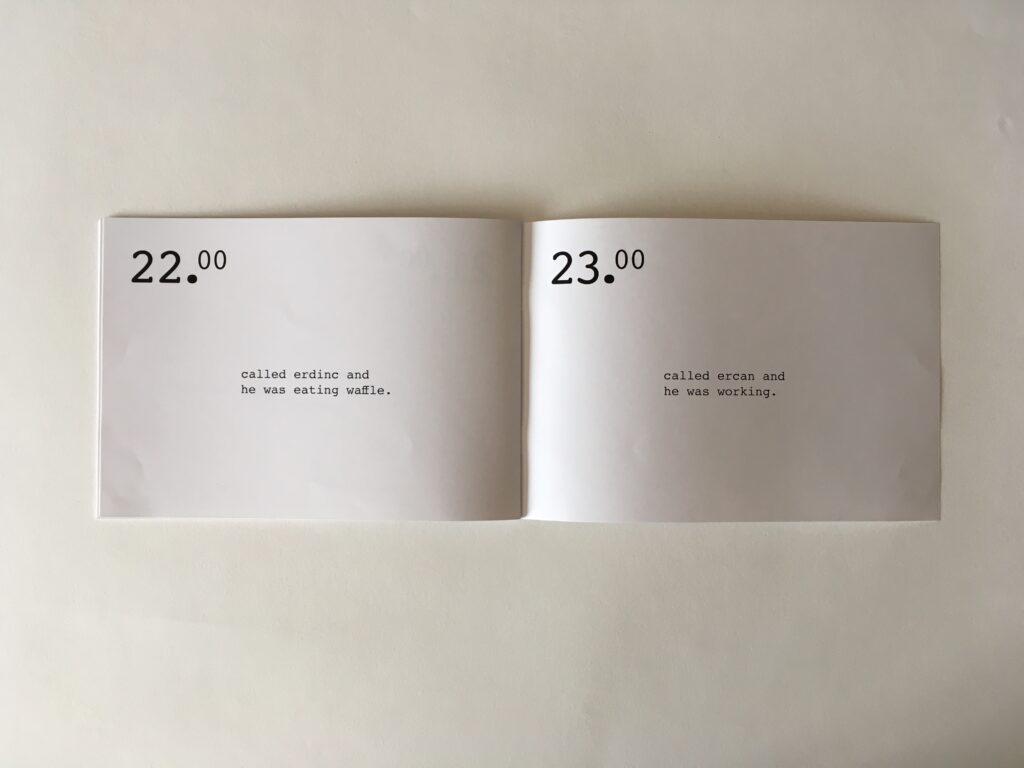 22.00
called erdinc and
he was eating waffle.
23.00
called ercan and
he was working.